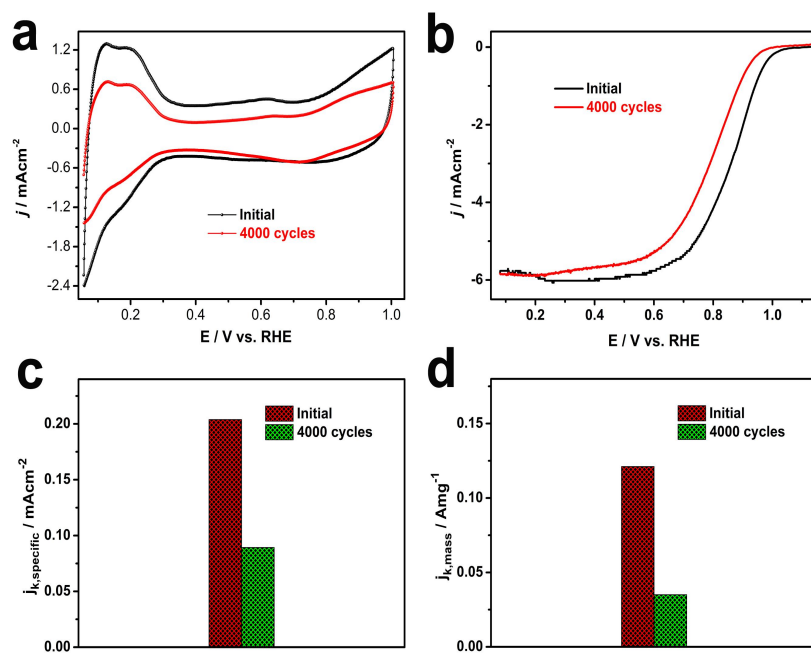 a
1.2
0.6
0.0
-0.6
-1.2
-1.8
-2.4
j / mAcm-2
Initial
4000 cycles
0.2
0.4
0.6
0.8
1.0
E / V vs. RHE
b
0
-2
-4
-6
j / mAcm-2
Initial
4000 cycles
0.2
0.4
0.6
0.8
1.0
E / V vs. RHE
c
0.20
0.15
0.10
0.05
0.00
jk,specific / mAcm-2
Initial
4000 cycles
d
0.15
0.10
0.05
0.00
jk,mass / Amg-1
Initial
4000 cycles